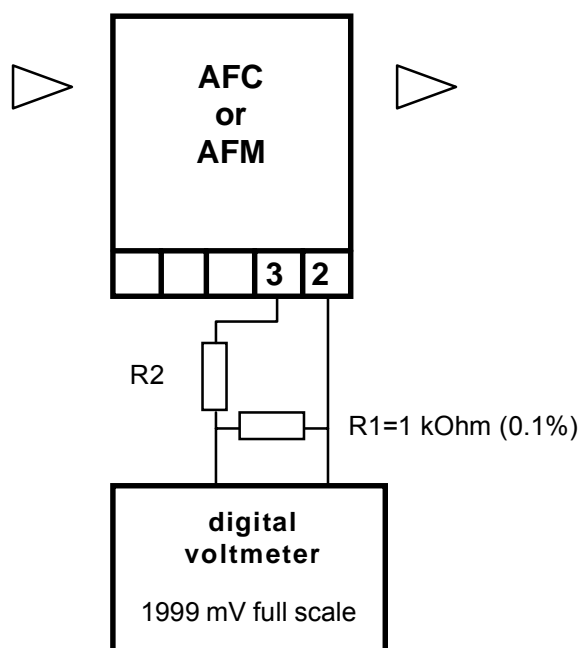 AFC
or
AFM
3 2
R2
R1=1 kOhm (0.1%)
digital
voltmeter
1999 mV full scale